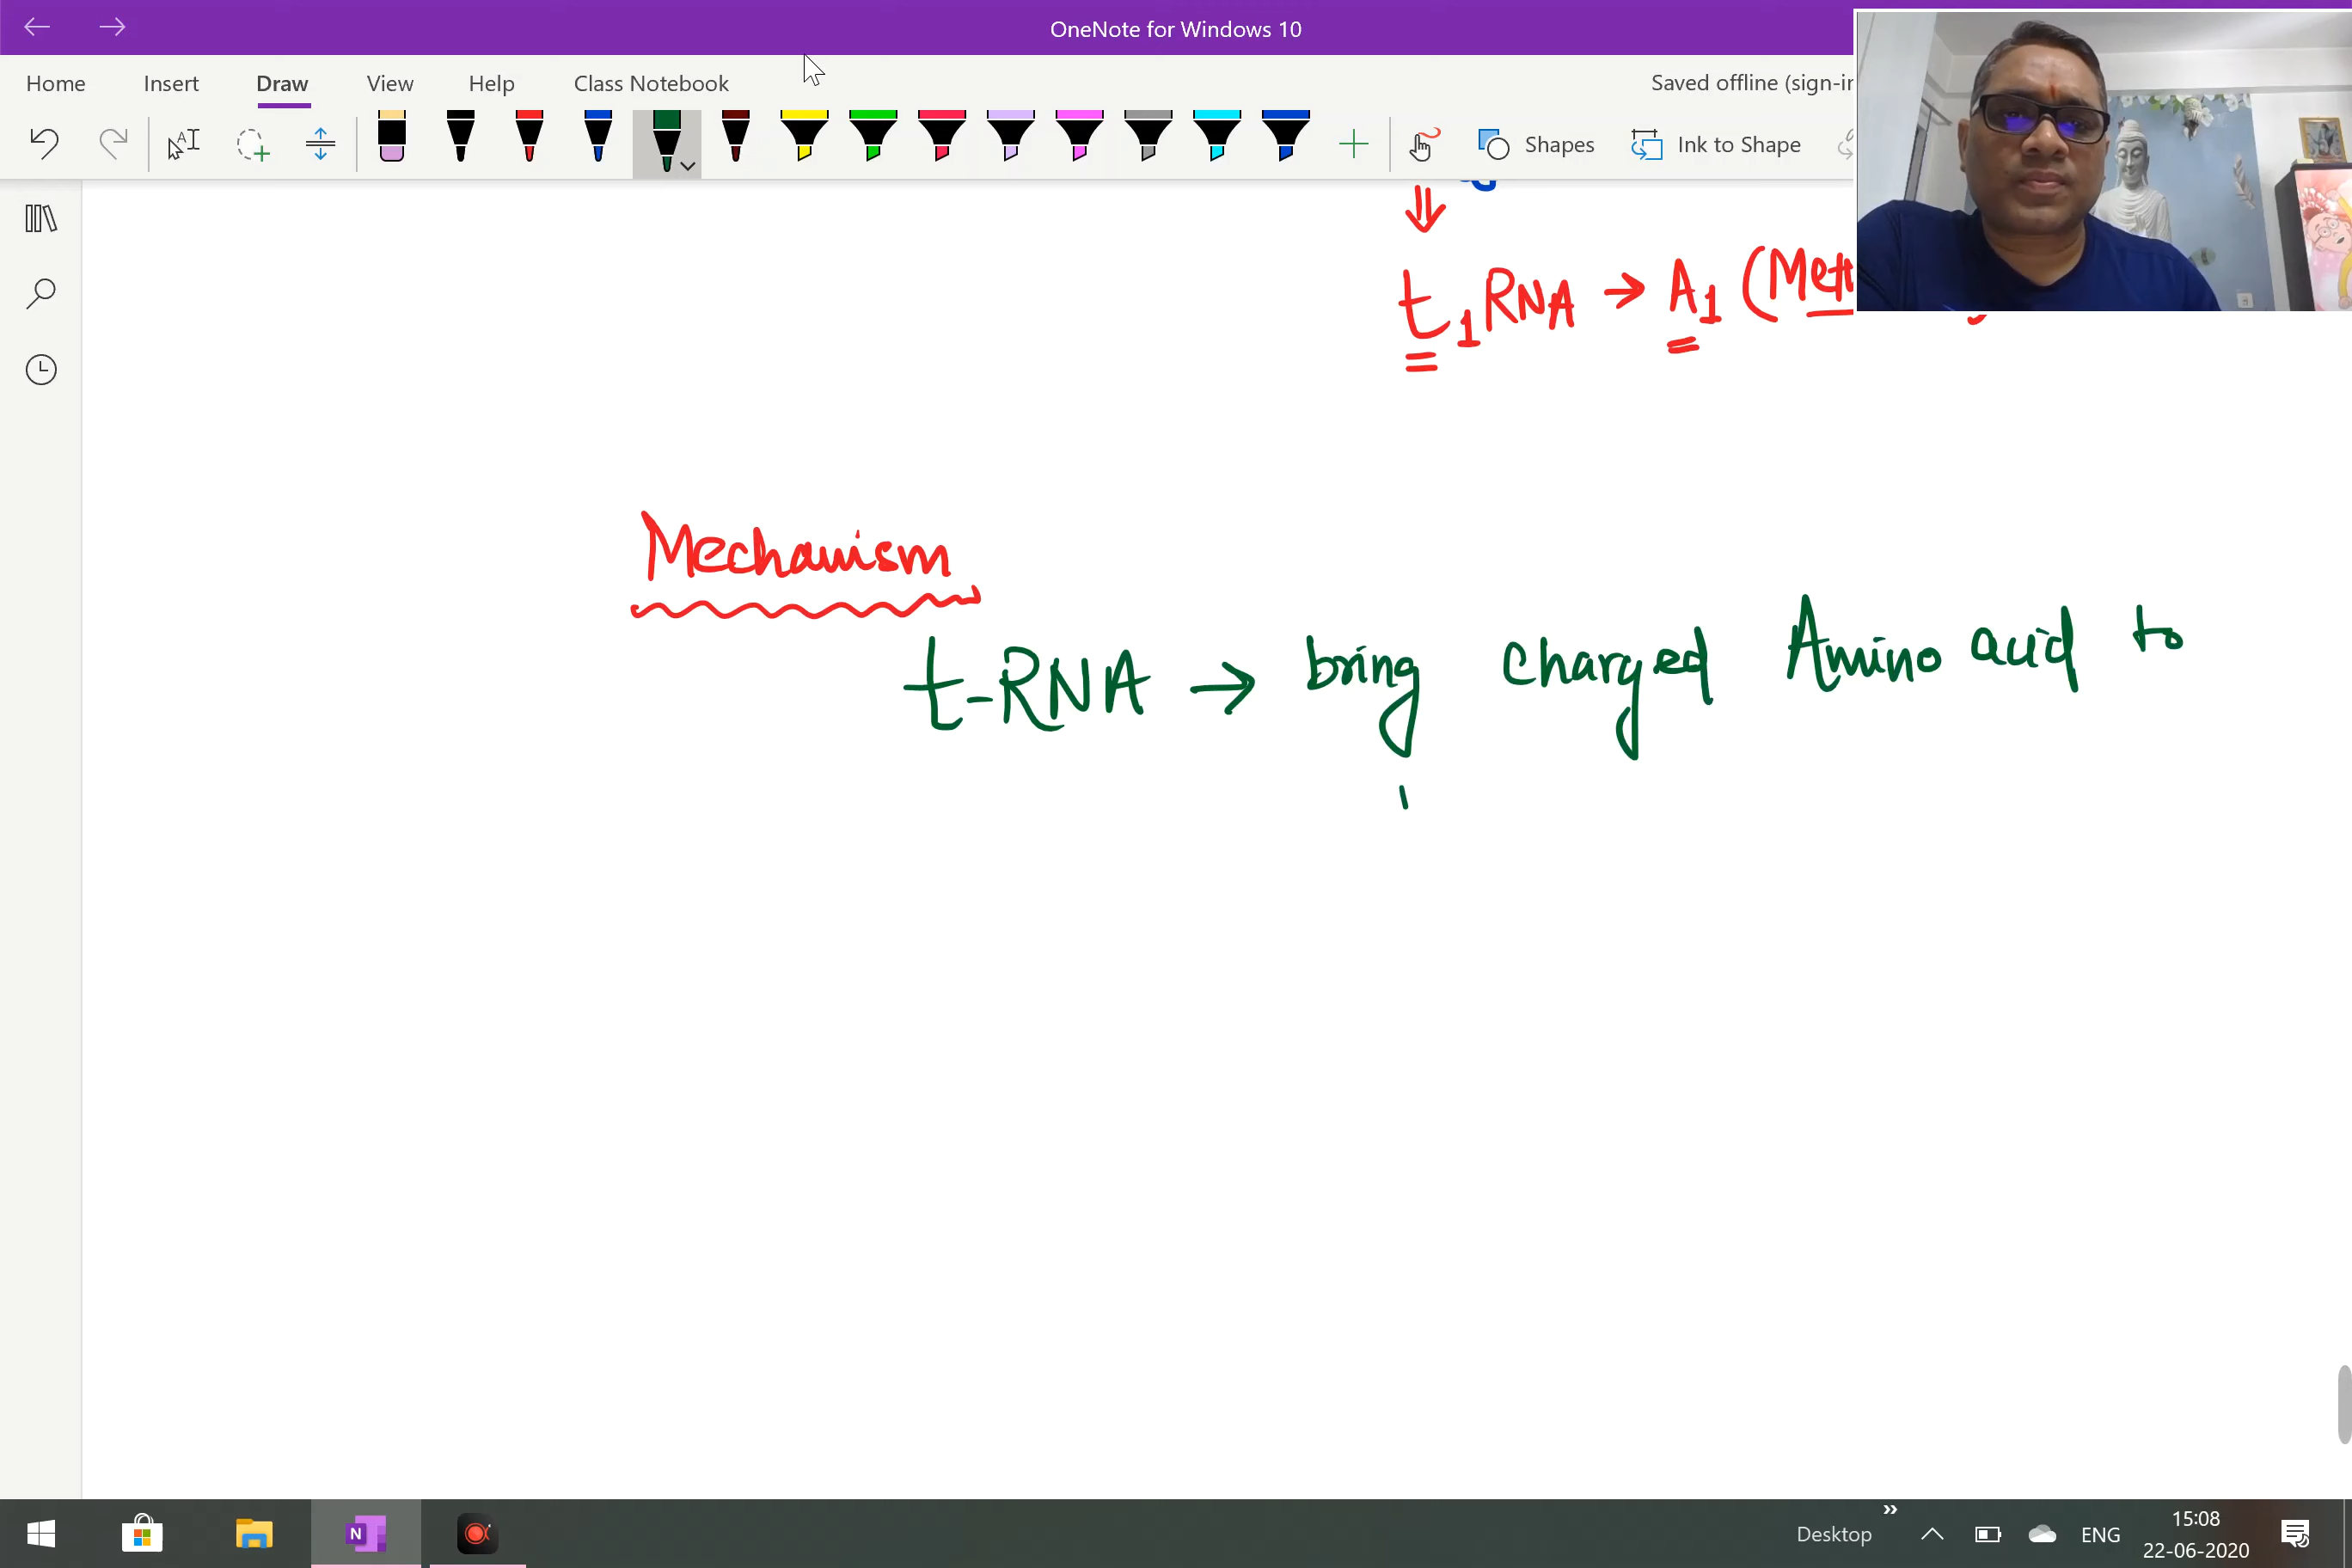 OneNote for Windows 10
Home Insert Draw View Help Class Notebook
Saved offline (sign-in
Shapes Ink to Shape
t₁RNA → A₁ (Meth
Mechanism
t-RNA → bring charged Amino acid to
Desktop ENG 15:08
22-06-2020